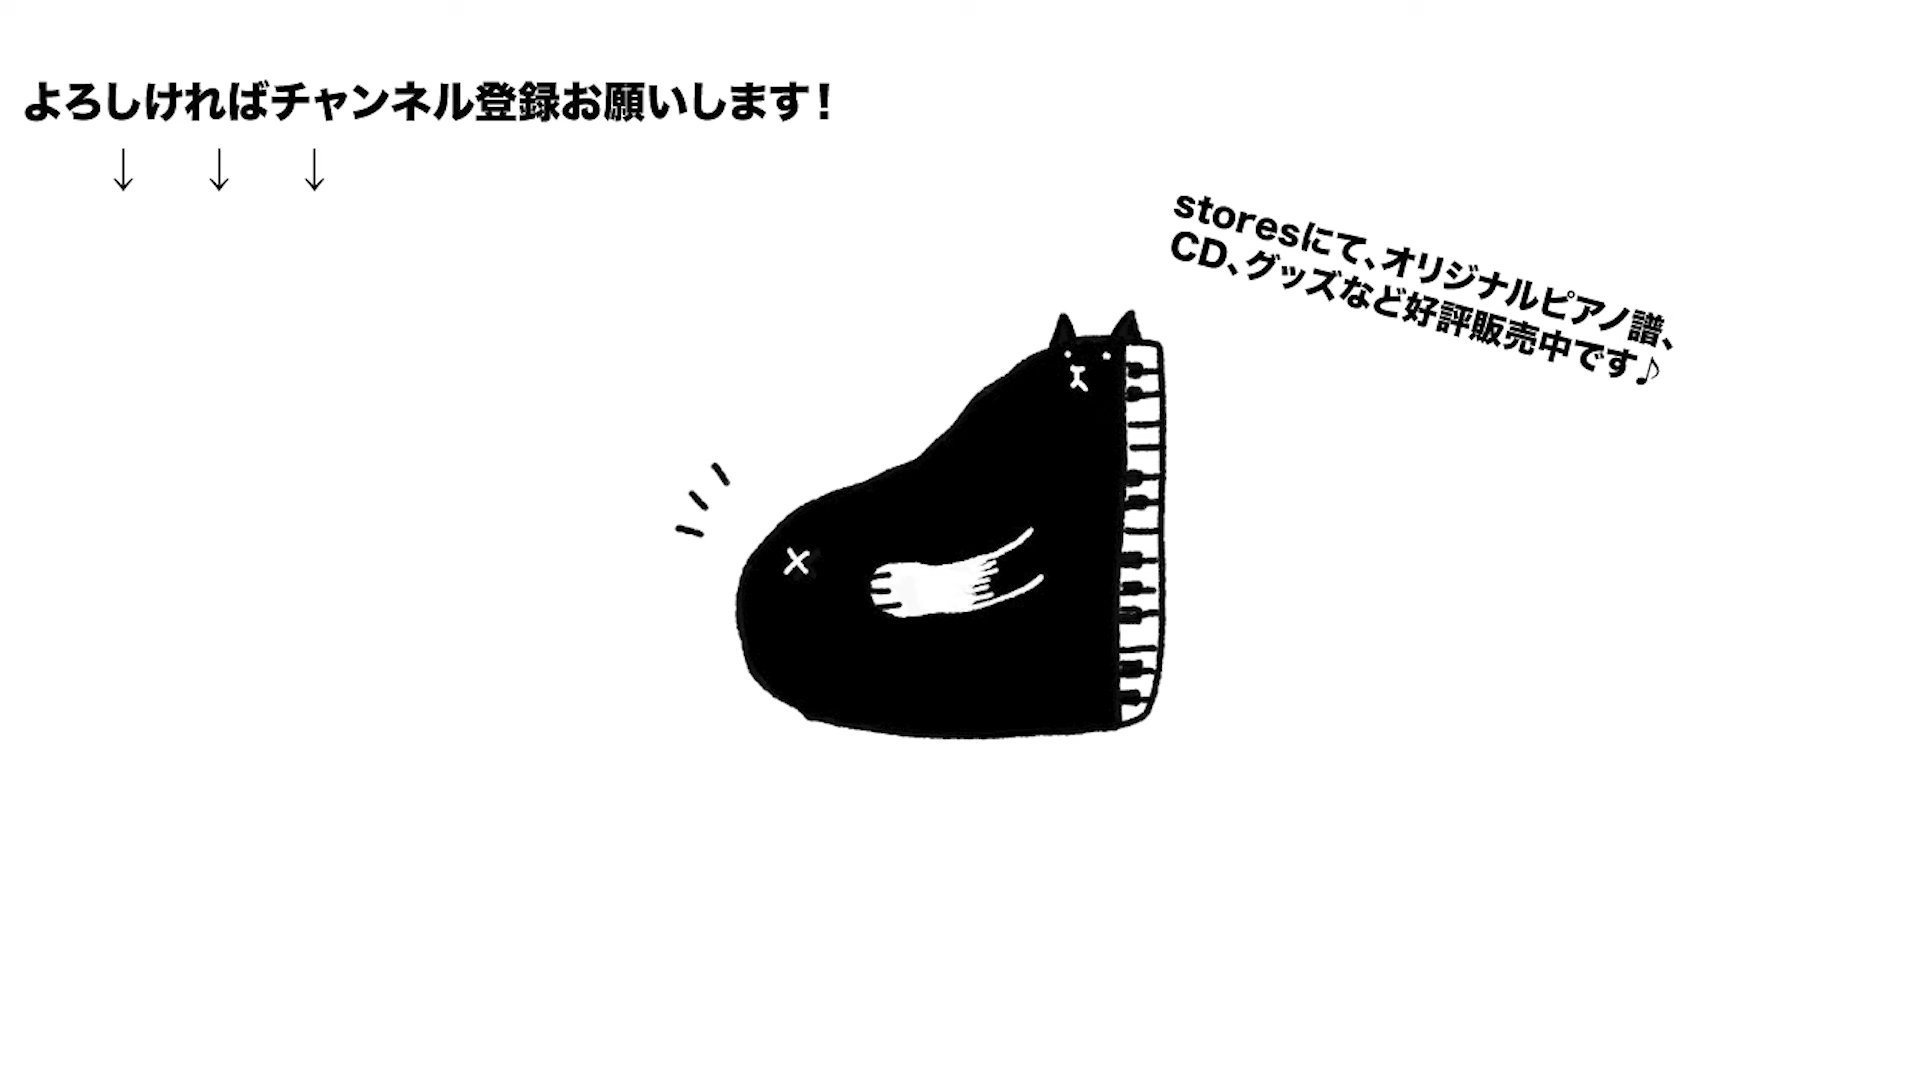 よろしければチャンネル登録お願いします！
↓ ↓ ↓
storesにて、オリジナルピアノ譜、
CD、グッズなど好評販売中です♪